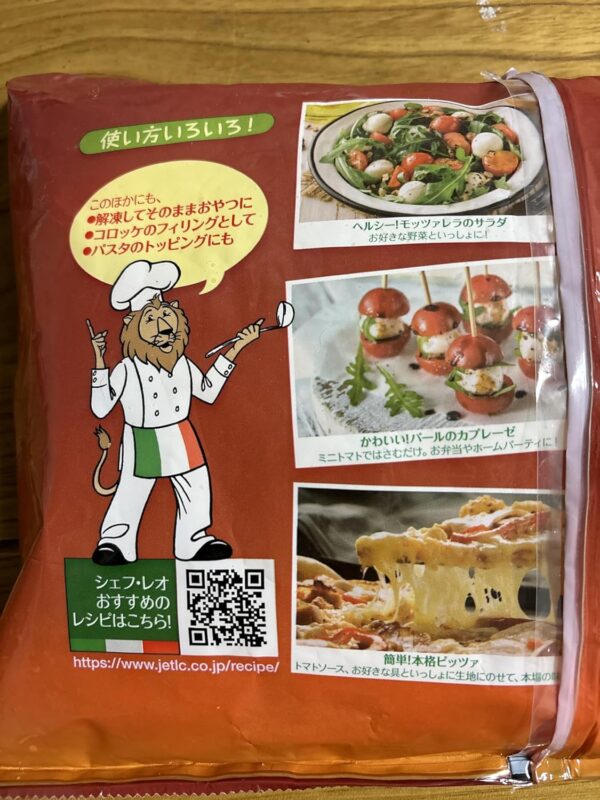 使い方いろいろ!
このほかにも、
●解凍してそのままおやつに
●コロッケのフィリングとして
●パスタのトッピングにも
ヘルシー!モッツァレラのサラダ
お好きな野菜といっしょに!
かわいい!パールのカプレーゼ
ミニトマトではさむだけ。お弁当やホームパーティに!
簡単!本格ピッツァ
トマトソース、お好きな具といっしょに生地にのせて、本場の
シェフ・レオ
おすすめの
レシピはこちら!
https://www.jetlc.co.jp/recipe/